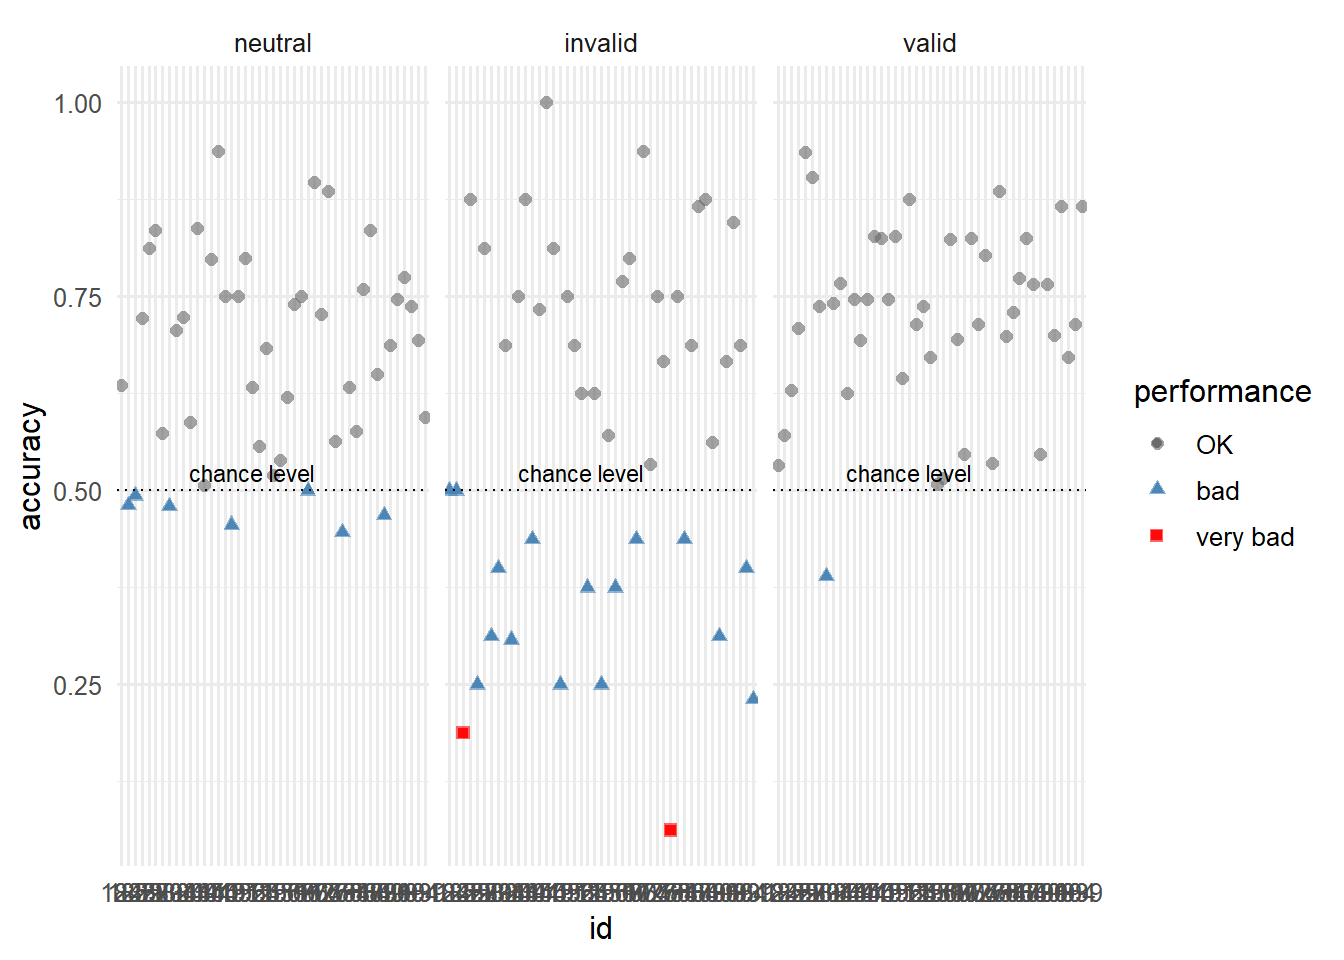 neutral
invalid
valid
1.00
0.75
0.50
0.25
accuracy
chance level
chance level
chance level
id
performance
OK
bad
very bad